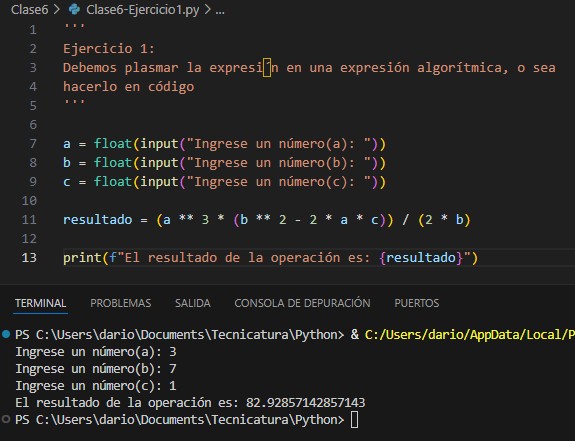 Clase6 > Clase6-Ejercicio1.py > ...
1 '''
2 Ejercicio 1:
3 Debemos plasmar la expresión en una expresión algorítmica, o sea
4 hacerlo en código
5 '''
6
7 a = float(input("Ingrese un número(a): "))
8 b = float(input("Ingrese un número(b): "))
9 c = float(input("Ingrese un número(c): "))
10
11 resultado = (a ** 3 * (b ** 2 - 2 * a * c)) / (2 * b)
12
13 print(f"El resultado de la operación es: {resultado}")
TERMINAL PROBLEMAS SALIDA CONSOLA DE DEPURACIÓN PUERTOS
PS C:\Users\dario\Documents\Tecnicatura\Python> & C:/Users/dario/AppData/Local/P
Ingrese un número(a): 3
Ingrese un número(b): 7
Ingrese un número(c): 1
El resultado de la operación es: 82.92857142857143
PS C:\Users\dario\Documents\Tecnicatura\Python>